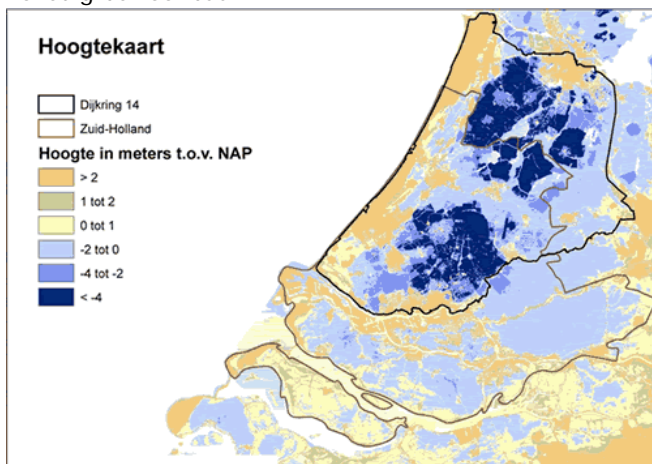 Hoogtekaart
Dijkring 14
Zuid-Holland
Hoogte in meters t.o.v. NAP
> 2
1 tot 2
0 tot 1
-2 tot 0
-4 tot -2
< -4